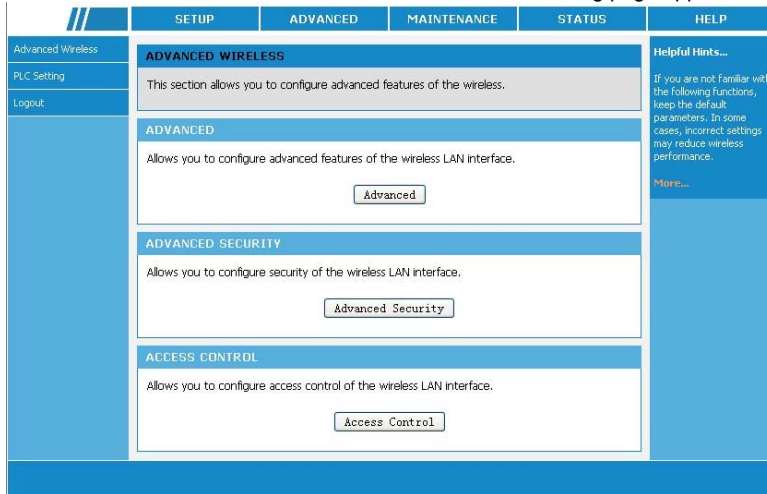 SETUP
ADVANCED
MAINTENANCE
STATUS
HELP
Advanced Wireless
PLC Setting
Logout
ADVANCED WIRELESS
This section allows you to configure advanced features of the wireless.
ADVANCED
Allows you to configure advanced features of the wireless LAN interface.
Advanced
ADVANCED SECURITY
Allows you to configure security of the wireless LAN interface.
Advanced Security
ACCESS CONTROL
Allows you to configure access control of the wireless LAN interface.
Access Control
Helpful Hints...
If you are not familiar with
the following functions,
keep the default
parameters. In some
cases, incorrect settings
may reduce wireless
performance.
More...